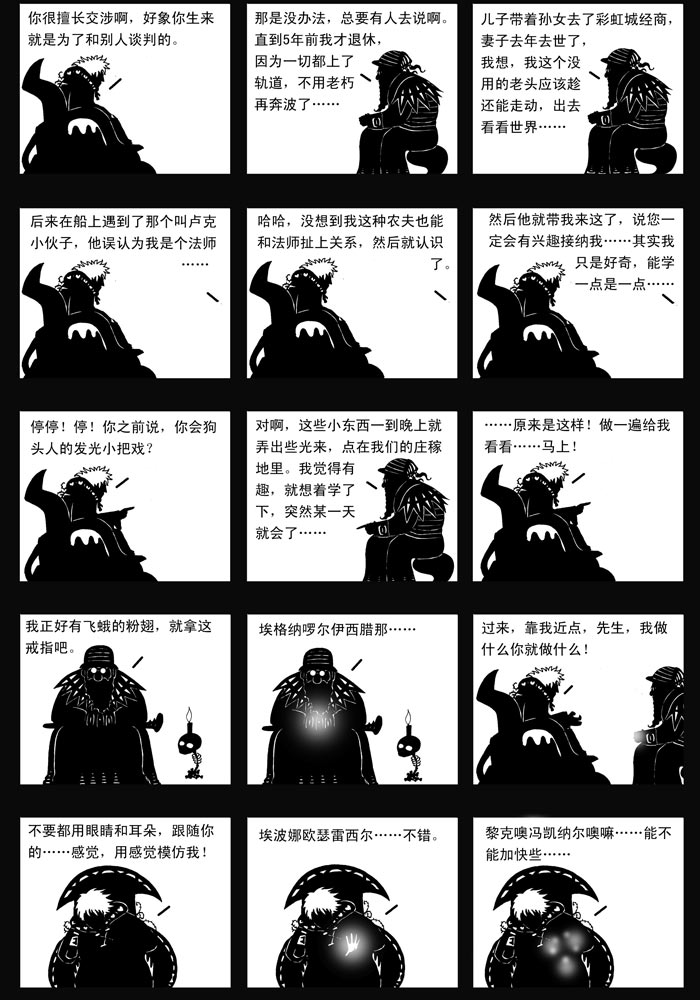 你很擅长交涉啊，好象你生来
就是为了和别人谈判的。
那是没办法，总要有人去说啊。
直到5年前我才退休，
因为一切都上了
轨道，不用老朽
再奔波了……
儿子带着孙女去了彩虹城经商，
妻子去年去世了，
我想，我这个没
用的老头应该趁
还能走动，出去
看看世界……
后来在船上遇到了那个叫卢克
小伙子，他误认为我是个法师
……
哈哈，没想到我这种农夫也能
和法师扯上关系，然后就认识
了。
然后他就带我来这了，说您一
定会有兴趣接纳我……其实我
只是好奇，能学
一点是一点……
停停！停！你之前说，你会狗
头人的发光小把戏？
对啊，这些小东西一到晚上就
弄出些光来，点在我们的庄稼
地里。我觉得有
趣，就想着学了
下，突然某一天
就会了……
……原来是这样！做一遍给我
看看……马上！
我正好有飞蛾的粉翅，就拿这
戒指吧。
埃格纳啰尔伊西腊那……
过来，靠我近点，先生，我做
什么你就做什么！
不要都用眼睛和耳朵，跟随你
的……感觉，用感觉模仿我！
埃波娜欧瑟雷西尔……不错。
黎克噢冯凯纳尔噢嘛……能不
能加快些……